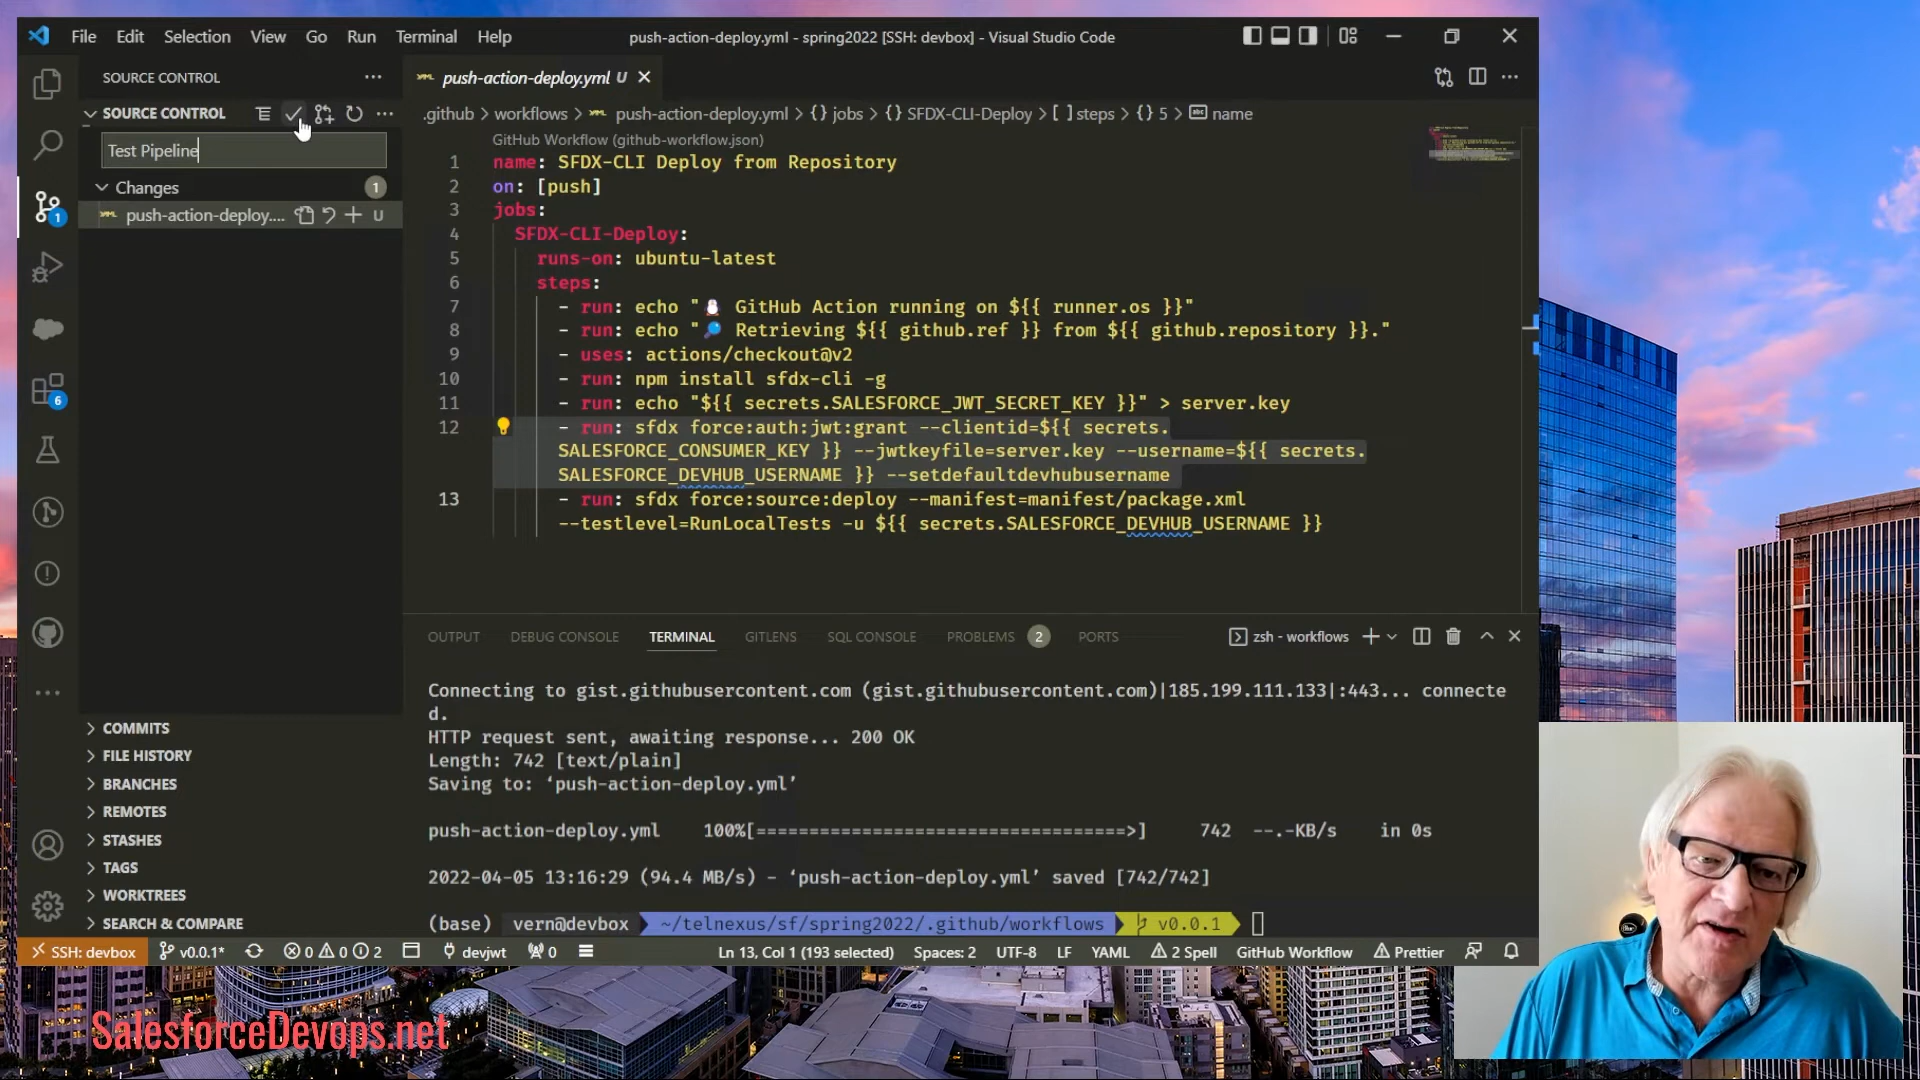 File Edit Selection View Go Run Terminal Help
push-action-deploy.yml - spring2022 [SSH: devbox] - Visual Studio Code
SOURCE CONTROL
SOURCE CONTROL
Test Pipeline
Changes 1
push-action-deploy.... U
1
6
COMMITS
FILE HISTORY
BRANCHES
REMOTES
STASHES
TAGS
WORKTREES
SEARCH & COMPARE
push-action-deploy.yml U
.github > workflows > push-action-deploy.yml > {} jobs > {} SFDX-CLI-Deploy > [ ] steps > {} 5 > name
GitHub Workflow (github-workflow.json)
1 name: SFDX-CLI Deploy from Repository
2 on: [push]
3 jobs:
4 SFDX-CLI-Deploy:
5 runs-on: ubuntu-latest
6 steps:
7 - run: echo "🐧 GitHub Action running on ${{ runner.os }}"
8 - run: echo "🔎 Retrieving ${{ github.ref }} from ${{ github.repository }}."
9 - uses: actions/checkout@v2
10 - run: npm install sfdx-cli -g
11 - run: echo "${{ secrets.SALESFORCE_JWT_SECRET_KEY }}" > server.key
12 - run: sfdx force:auth:jwt:grant --clientid=${{ secrets.
SALESFORCE_CONSUMER_KEY }} --jwtkeyfile=server.key --username=${{ secrets.
SALESFORCE_DEVHUB_USERNAME }} --setdefaultdevhubusername
13 - run: sfdx force:source:deploy --manifest=manifest/package.xml
--testlevel=RunLocalTests -u ${{ secrets.SALESFORCE_DEVHUB_USERNAME }}
OUTPUT DEBUG CONSOLE TERMINAL GITLENS SQL CONSOLE PROBLEMS 2 PORTS zsh - workflows
Connecting to gist.githubusercontent.com (gist.githubusercontent.com)|185.199.111.133|:443... connecte
d.
HTTP request sent, awaiting response... 200 OK
Length: 742 [text/plain]
Saving to: ‘push-action-deploy.yml’
push-action-deploy.yml 100%[==================================>] 742 --.-KB/s in 0s
2022-04-05 13:16:29 (94.4 MB/s) - ‘push-action-deploy.yml’ saved [742/742]
(base) vern@devbox ~/telnexus/sf/spring2022/.github/workflows v0.0.1
SSH: devbox v0.0.1* 0 0 2 devjwt 0 Ln 13, Col 1 (193 selected) Spaces: 2 UTF-8 LF YAML 2 Spell GitHub Workflow Prettier
SalesforceDevops.net